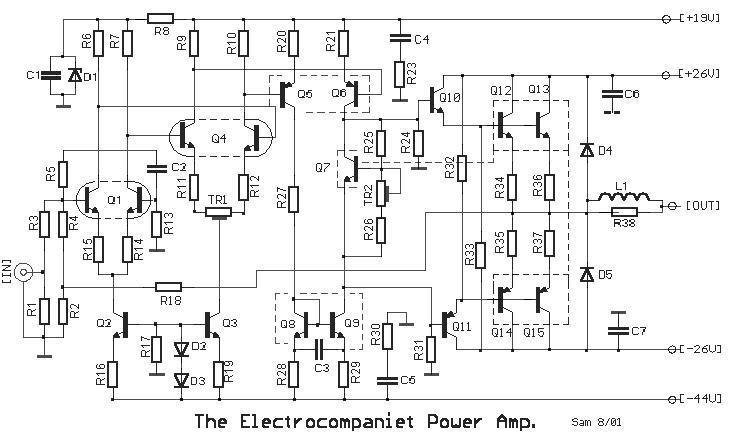 [+19V]
R8
R6 R7 R9 R10 R20 R21
C4
C1 D1 R23
[+26V]
Q5 Q6 Q10 Q12 Q13
C6
Q4 R25 R24
C2 Q7 R32 D4
R5 R11 R12 R34 R36
Q1 TR1 R27 TR2 L1
[OUT]
R3 R4 R13 R38
R15 R14 R26 R35 R37
R33
[IN] R18 D5
R1 R2 Q2 Q3 Q8 Q9 R30 Q11 Q14 Q15
C7
R17 D2 C3 R31 [-26V]
R16 D3 R19 R28 R29 C5
[-44V]
The Electrocompaniet Power Amp. Sam 8/01